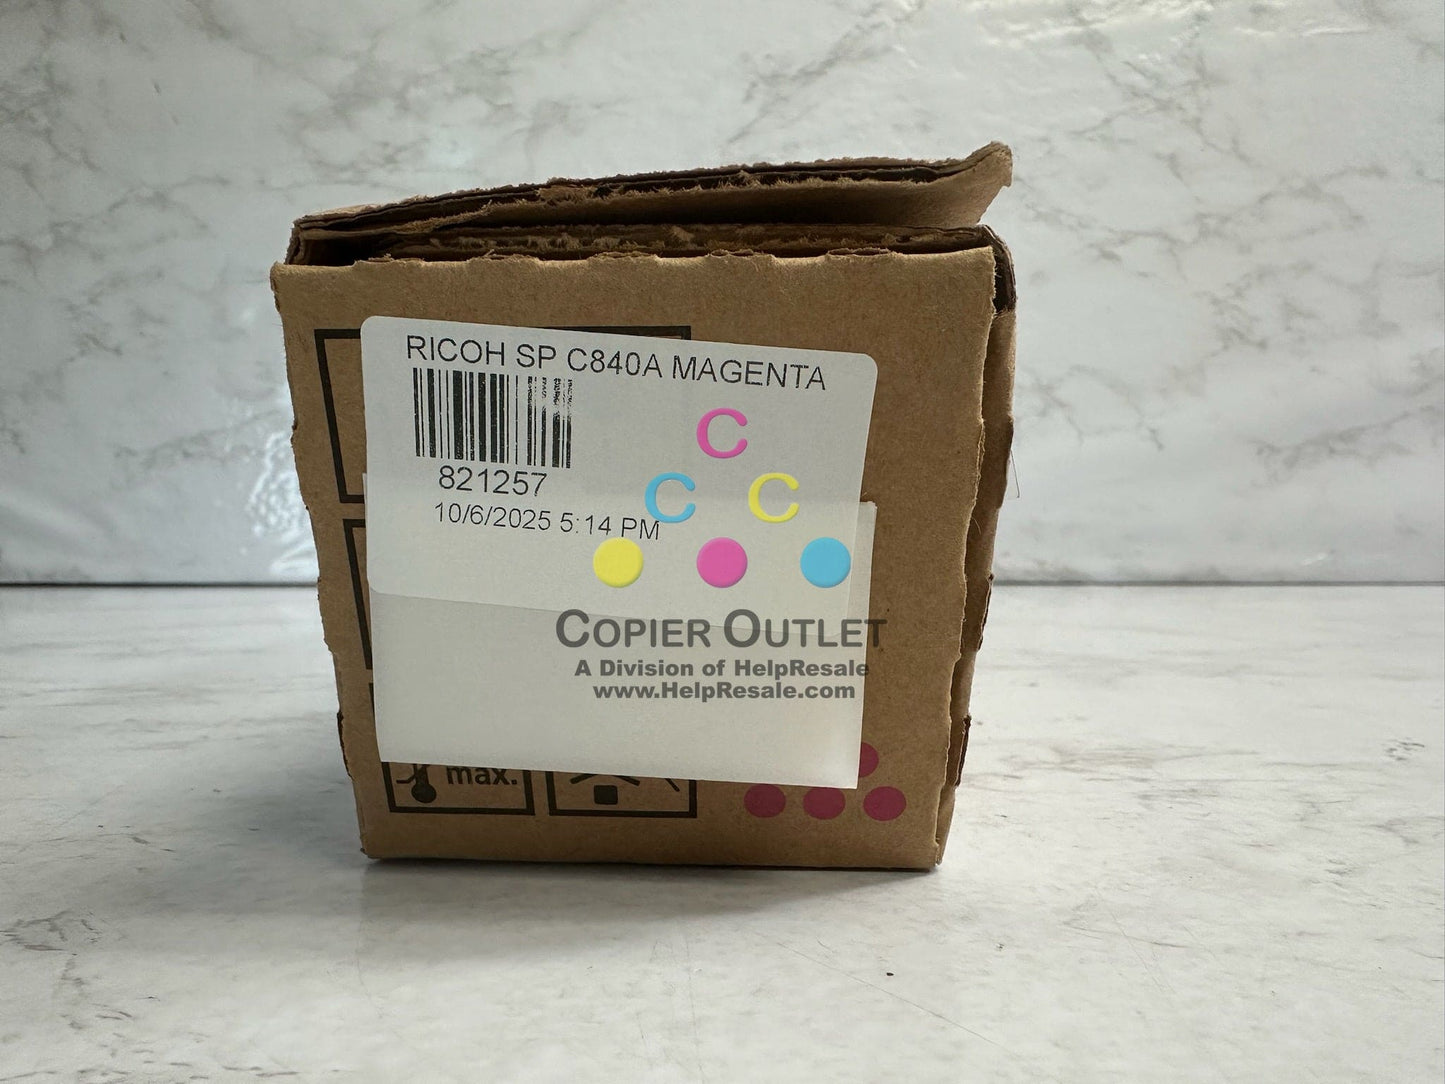 RICOH SP C840A MAGENTA
821257
10/6/2025 5:14 PM
C
C C
COPIER OUTLET
A Division of HelpResale
www.HelpResale.com
max.